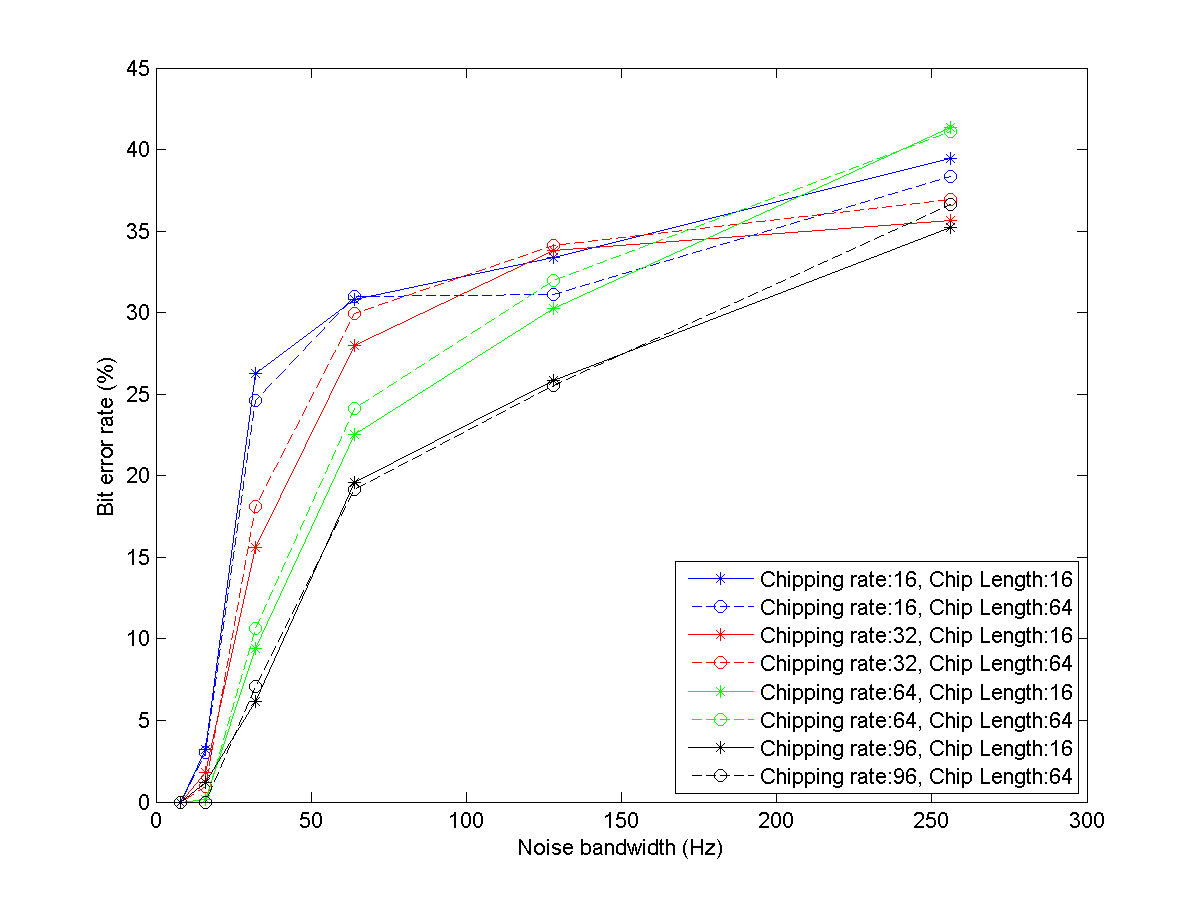 45
40
35
30
25
20
15
10
5
0
Bit error rate (%)
0 50 100 150 200 250 300
Noise bandwidth (Hz)
Chipping rate:16, Chip Length:16
Chipping rate:16, Chip Length:64
Chipping rate:32, Chip Length:16
Chipping rate:32, Chip Length:64
Chipping rate:64, Chip Length:16
Chipping rate:64, Chip Length:64
Chipping rate:96, Chip Length:16
Chipping rate:96, Chip Length:64